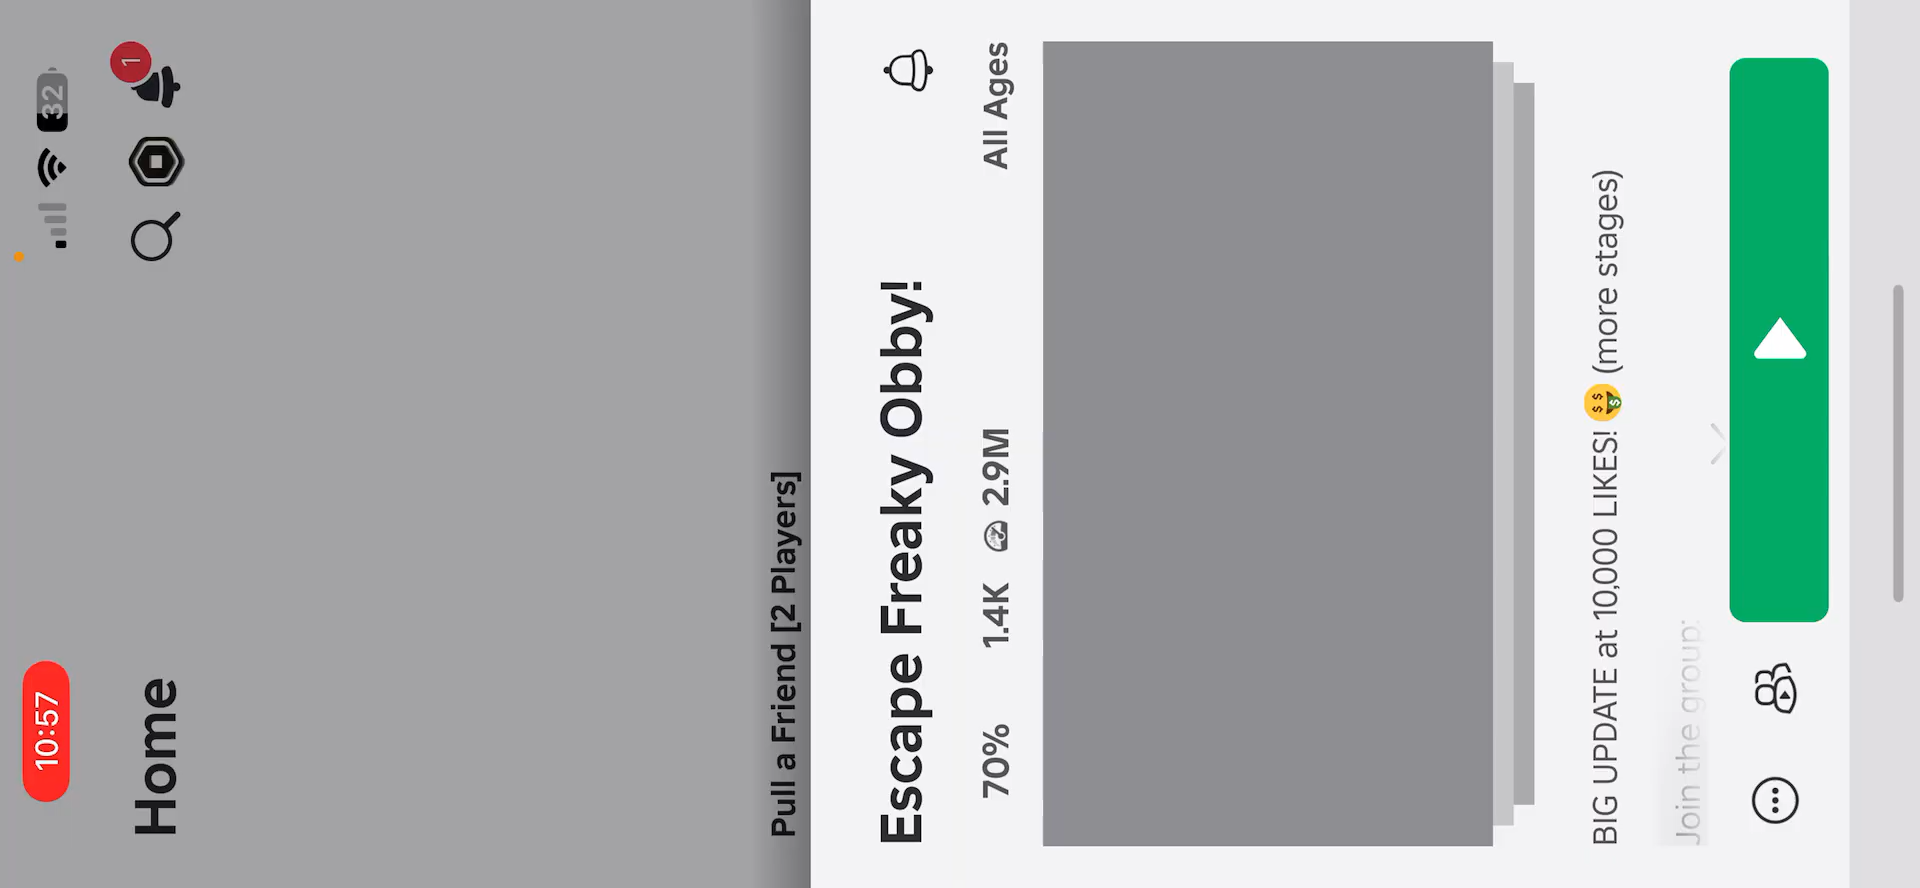 10:57
32
Home
1
Pull a Friend [2 Players]
Escape Freaky Obby!
70% 1.4K 2.9M All Ages
BIG UPDATE at 10,000 LIKES! 🤑 (more stages)
Join the group: